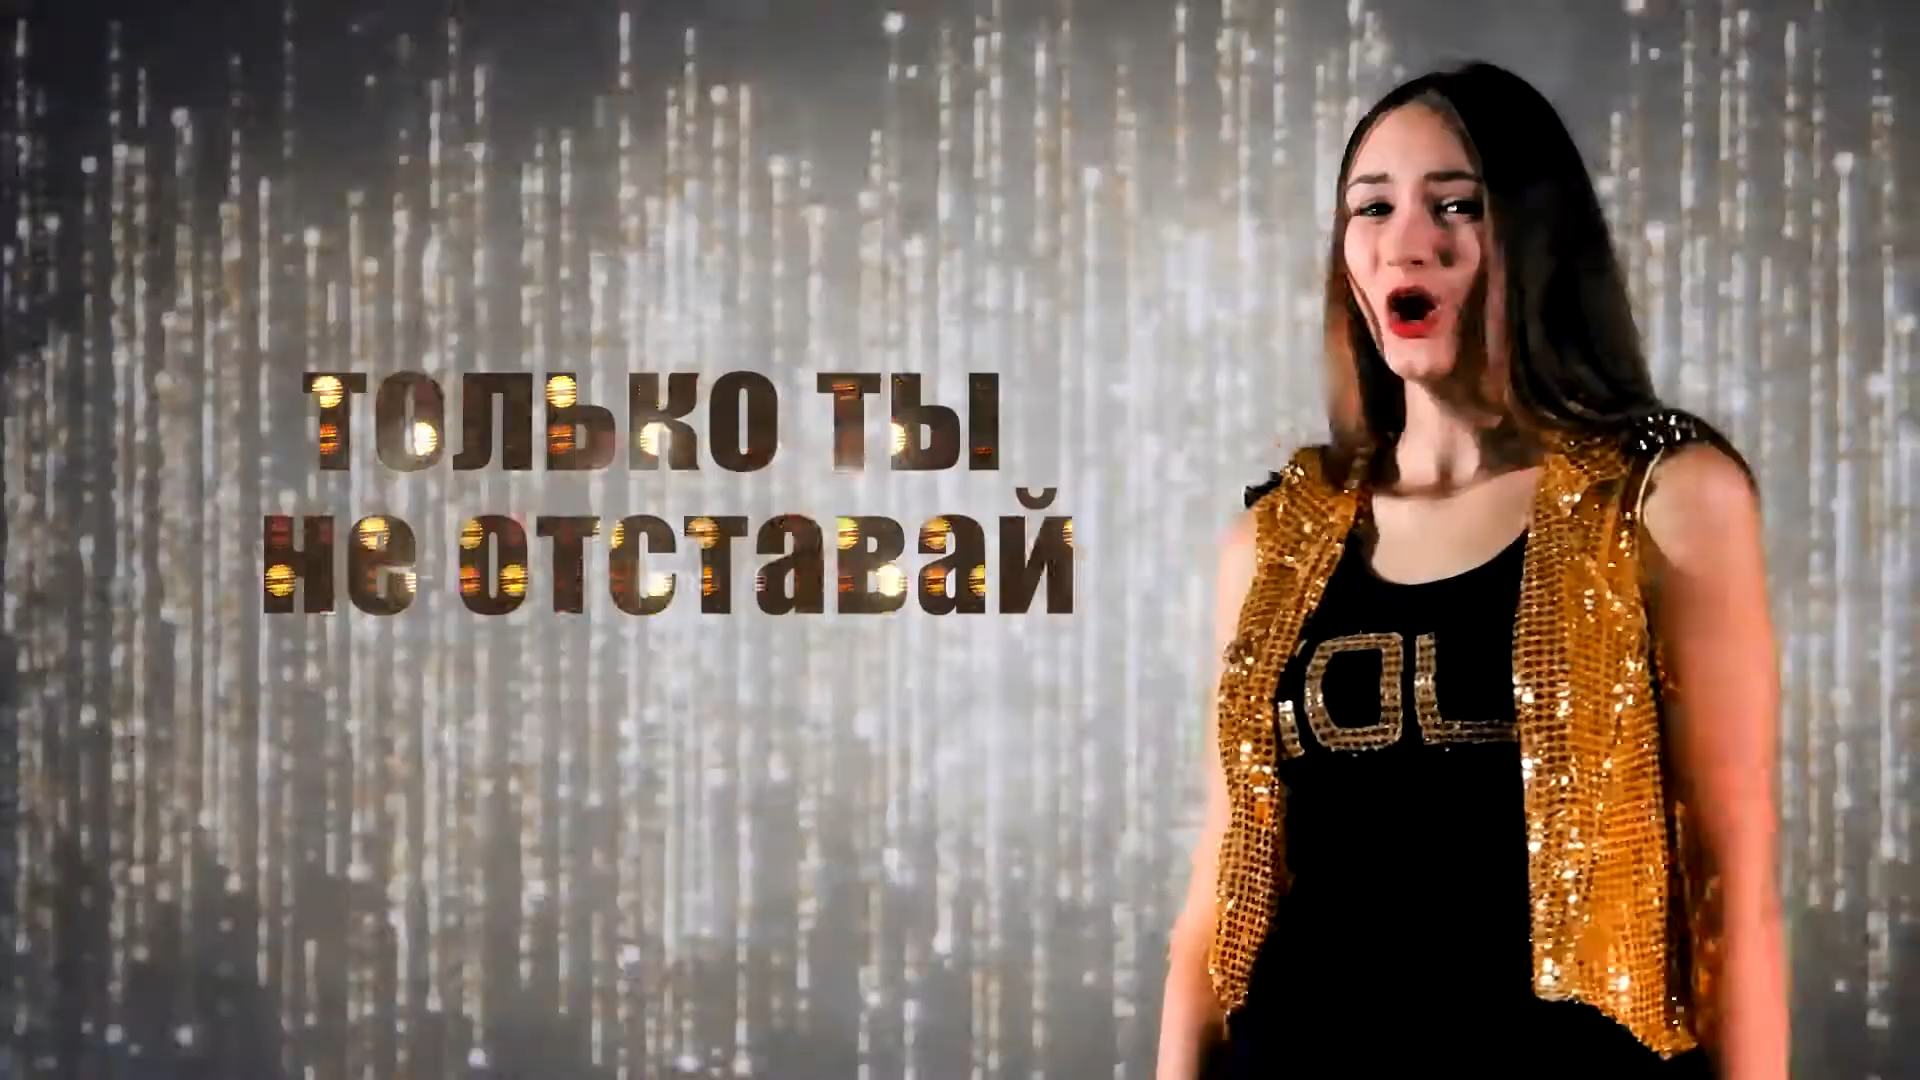 только ты
не отставай